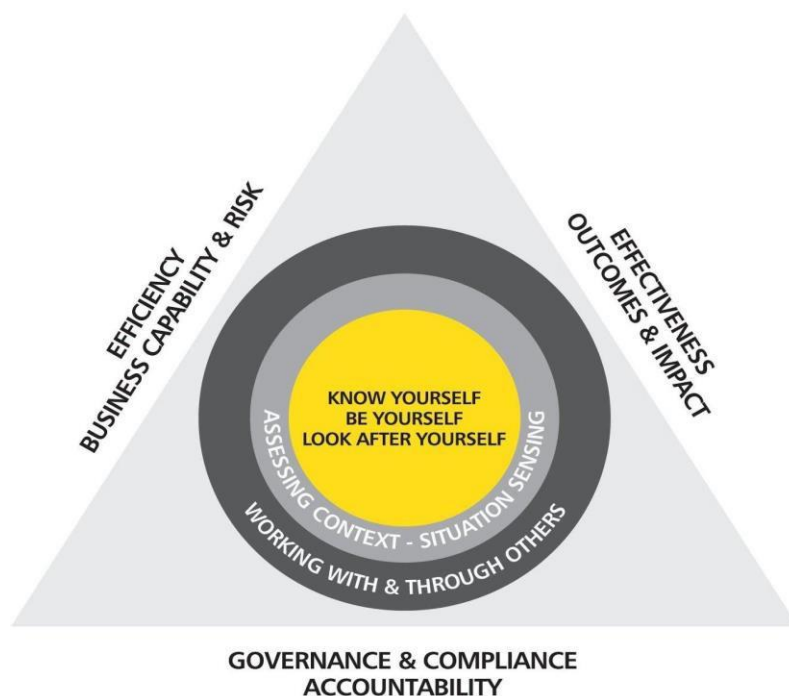 EFFICIENCY
BUSINESS CAPABILITY & RISK
EFFECTIVENESS
OUTCOMES & IMPACT
KNOW YOURSELF
BE YOURSELF
LOOK AFTER YOURSELF
ASSESSING CONTEXT - SITUATION SENSING
WORKING WITH & THROUGH OTHERS
GOVERNANCE & COMPLIANCE
ACCOUNTABILITY